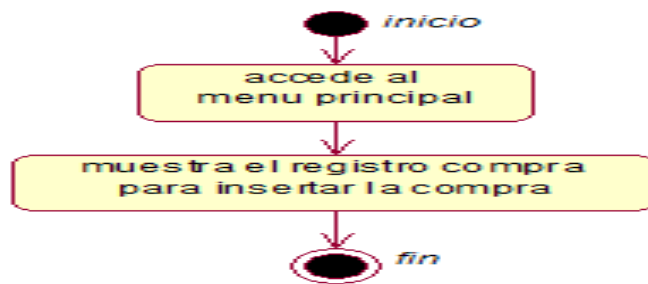 inicio
accede al
menu principal
muestra el registro compra
para insertar la compra
fin